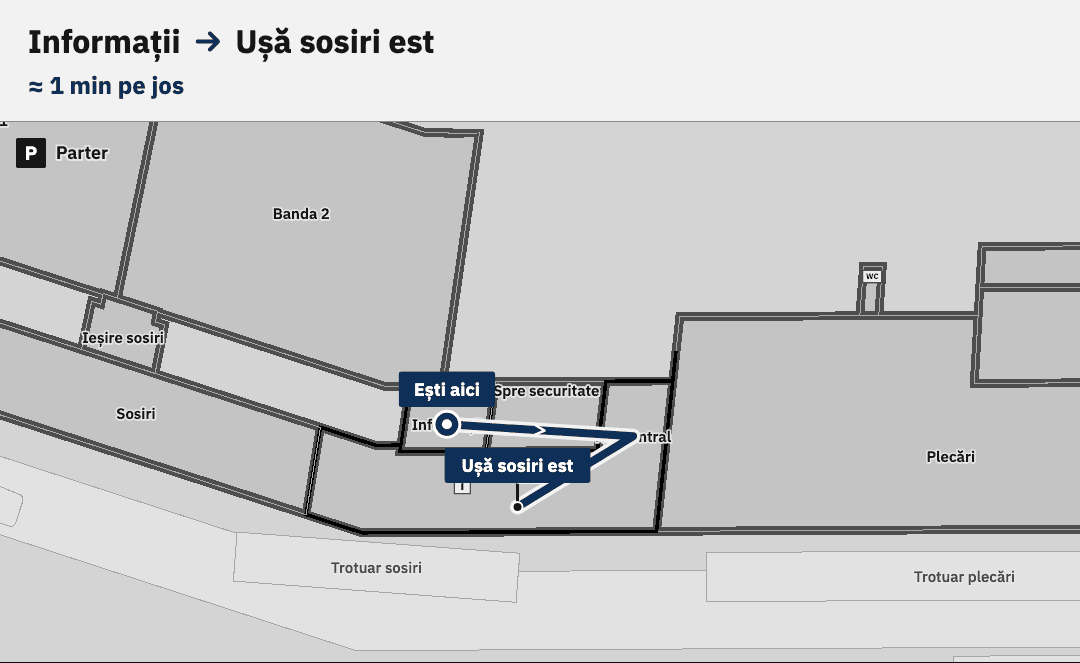 Informații → Ușă sosiri est
≈ 1 min pe jos
P Parter
Banda 2
wc
Ieșire sosiri
Ești aici
Spre securitate
Sosiri
Inf
ntral
Plecări
Ușă sosiri est
Trotuar sosiri
Trotuar plecări